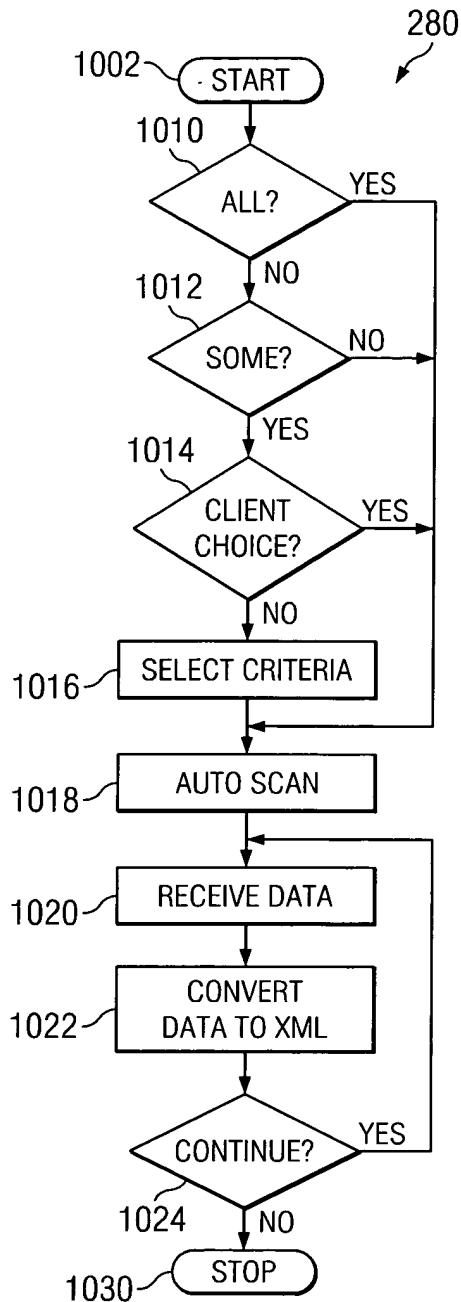 280
1002
START
1010
ALL?
YES
NO
1012
SOME?
NO
YES
1014
CLIENT
CHOICE?
YES
NO
1016
SELECT CRITERIA
1018
AUTO SCAN
1020
RECEIVE DATA
1022
CONVERT
DATA TO XML
CONTINUE?
YES
1024
NO
1030
STOP